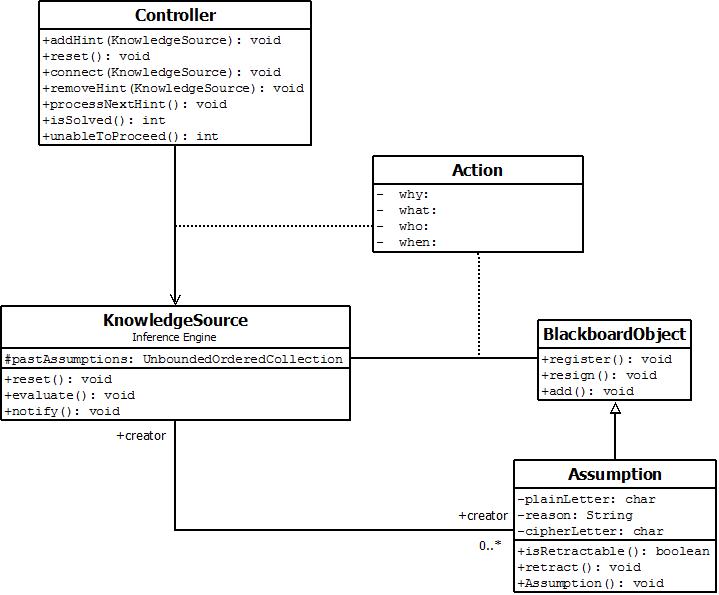 Controller
+addHint(KnowledgeSource): void
+reset(): void
+connect(KnowledgeSource): void
+removeHint(KnowledgeSource): void
+processNextHint(): void
+isSolved(): int
+unableToProceed(): int
Action
- why:
- what:
- who:
- when:
KnowledgeSource
Inference Engine
#pastAssumptions: UnboundedOrderedCollection
+reset(): void
+evaluate(): void
+notify(): void
BlackboardObject
+register(): void
+resign(): void
+add(): void
+creator
+creator
0..*
Assumption
-plainLetter: char
-reason: String
-cipherLetter: char
+isRetractable(): boolean
+retract(): void
+Assumption(): void